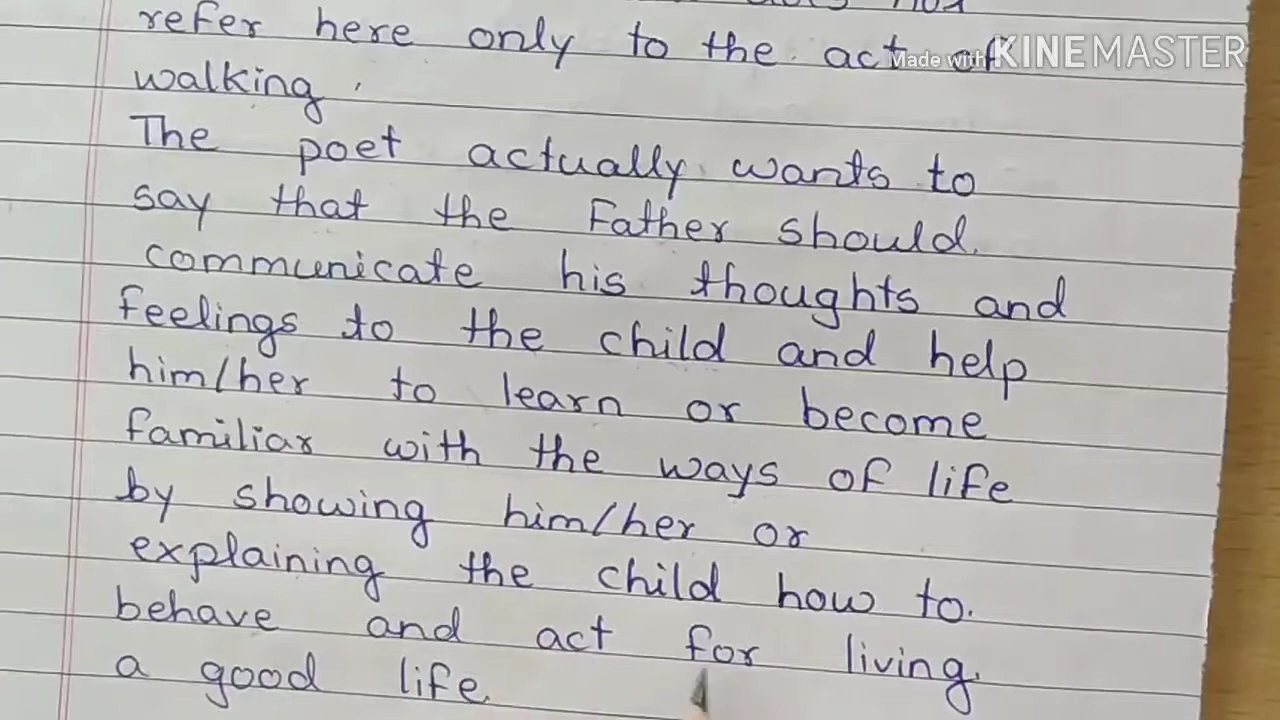 refer here only to the act of
Made with KINEMASTER
walking.
The poet actually wants to
say that the Father should
communicate his thoughts and
feelings to the child and help
him/her to learn or become
familiar with the ways of life
by showing him/her or
explaining the child how to
behave and act for living
a good life.